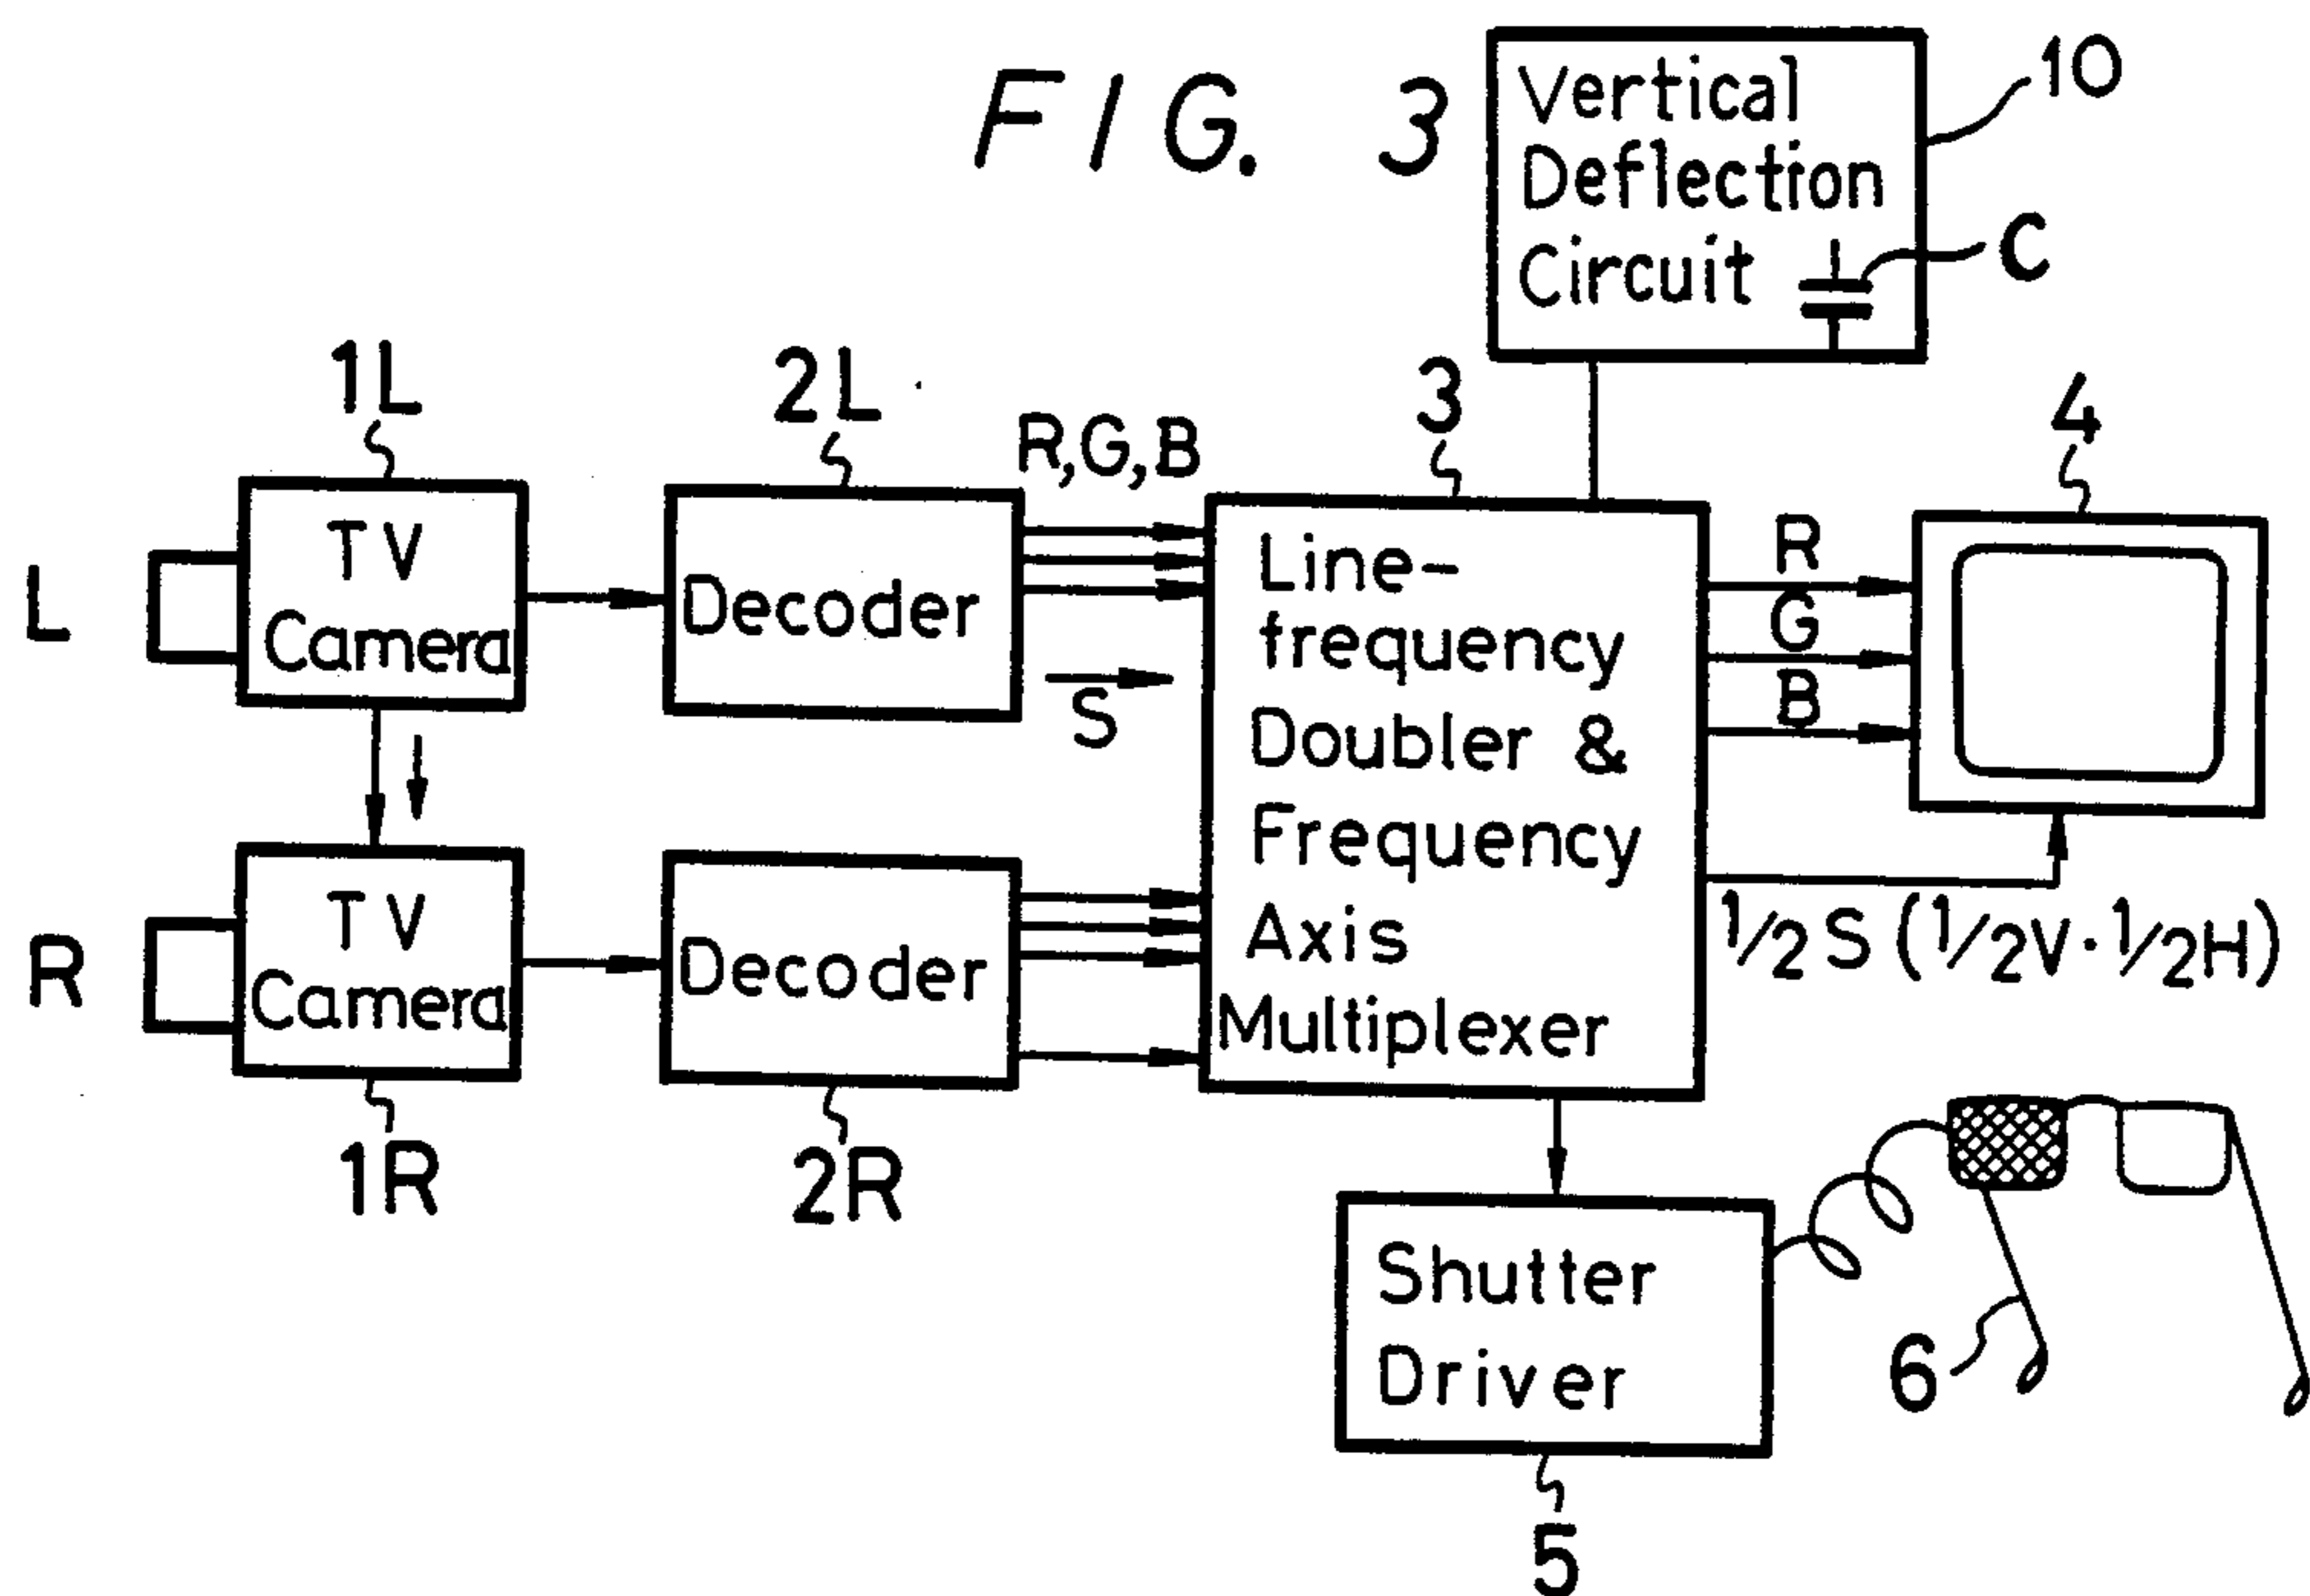 FIG. 3
Vertical
Deflection
Circuit
10
C
1L
2L
R,G,B
3
4
L
TV
Camera
Decoder
S
Line-
frequency
Doubler &
Frequency
Axis
Multiplexer
R
G
B
1/2 S (1/2V·1/2H)
R
TV
Camera
Decoder
1R
2R
Shutter
Driver
6
5